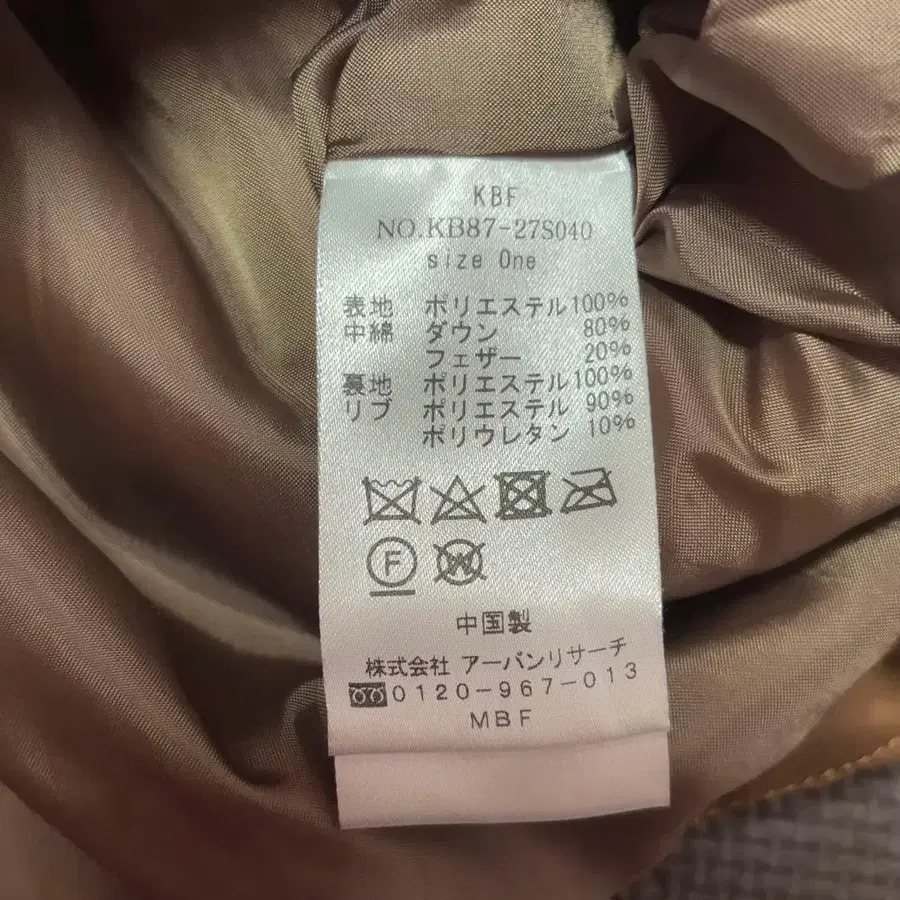 KBF
NO.KB87-27S040
size One
表地 ポリエステル100%
中綿 ダウン 80%
フェザー 20%
裏地 ポリエステル100%
リブ ポリエステル 90%
ポリウレタン 10%
F W
中国製
株式会社 アーバンリサーチ
0120-967-013
MBF